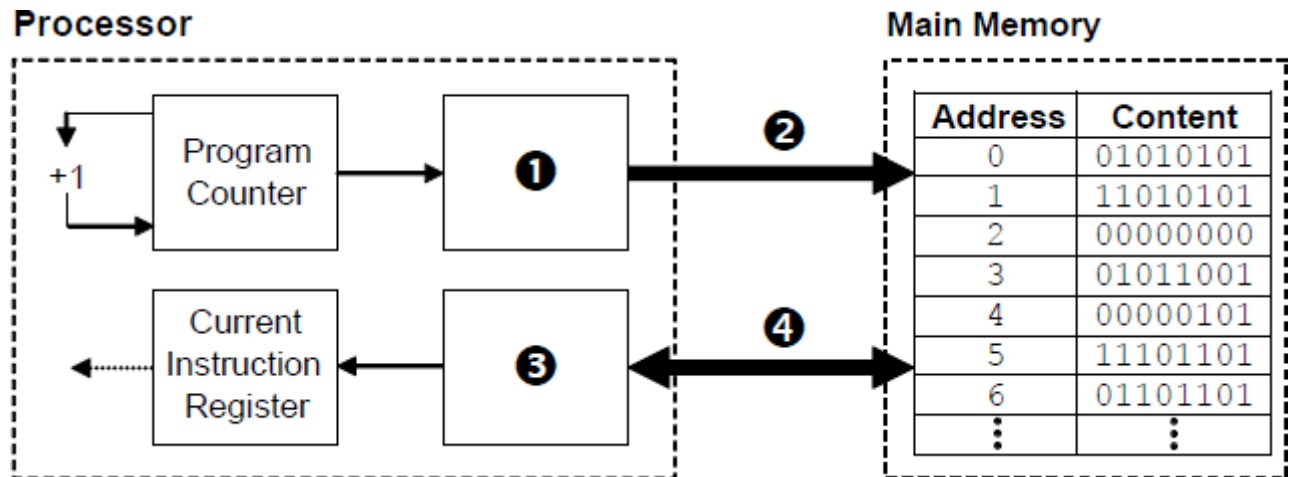 Processor
Main Memory
+1
Program
Counter
❶
❷
Current
Instruction
Register
❸
❹
Address Content
0 01010101
1 11010101
2 00000000
3 01011001
4 00000101
5 11101101
6 01101101